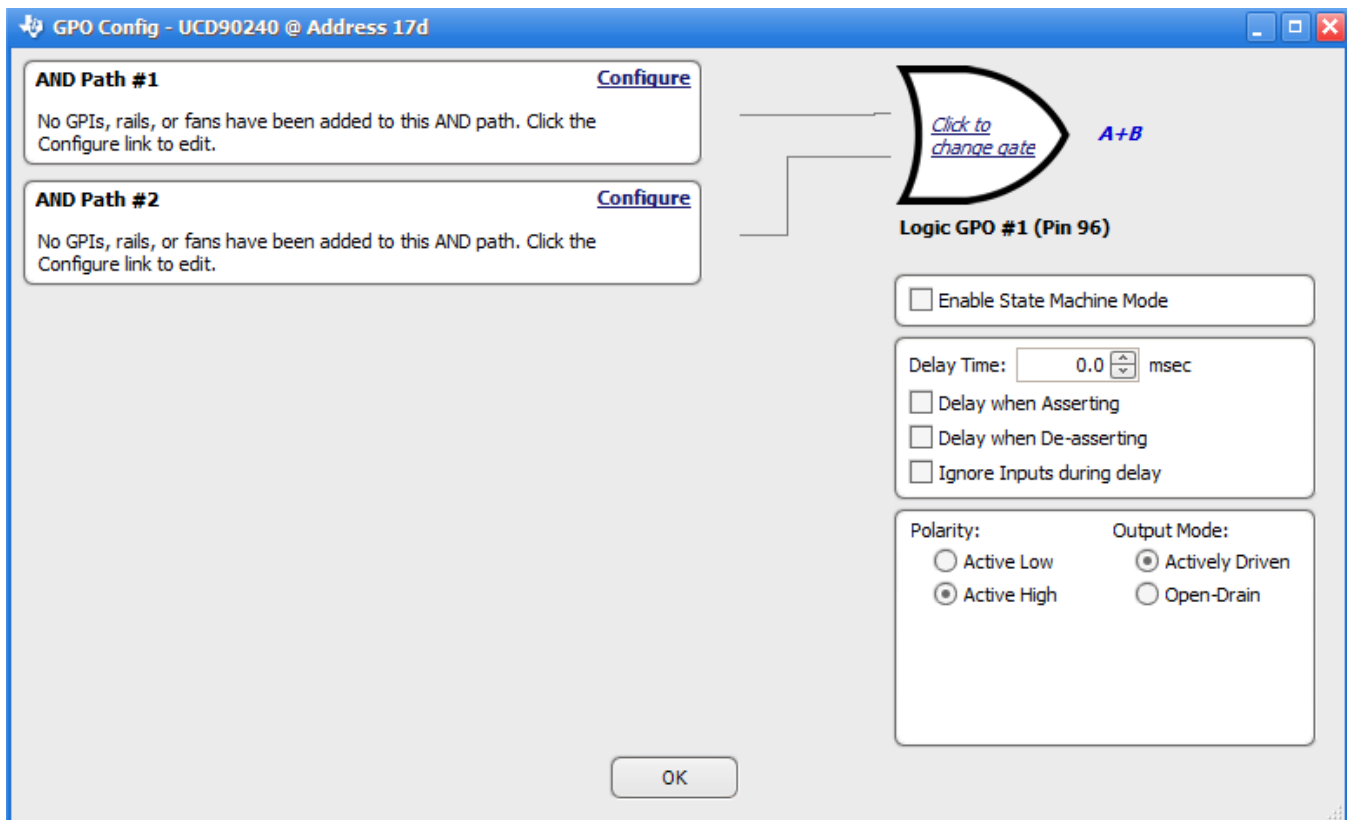 GPO Config - UCD90240 @ Address 17d
AND Path #1 Configure
No GPIs, rails, or fans have been added to this AND path. Click the
Configure link to edit.
AND Path #2 Configure
No GPIs, rails, or fans have been added to this AND path. Click the
Configure link to edit.
Click to
change gate
A+B
Logic GPO #1 (Pin 96)
Enable State Machine Mode
Delay Time: 0.0 msec
Delay when Asserting
Delay when De-asserting
Ignore Inputs during delay
Polarity: Output Mode:
Active Low Actively Driven
Active High Open-Drain
OK